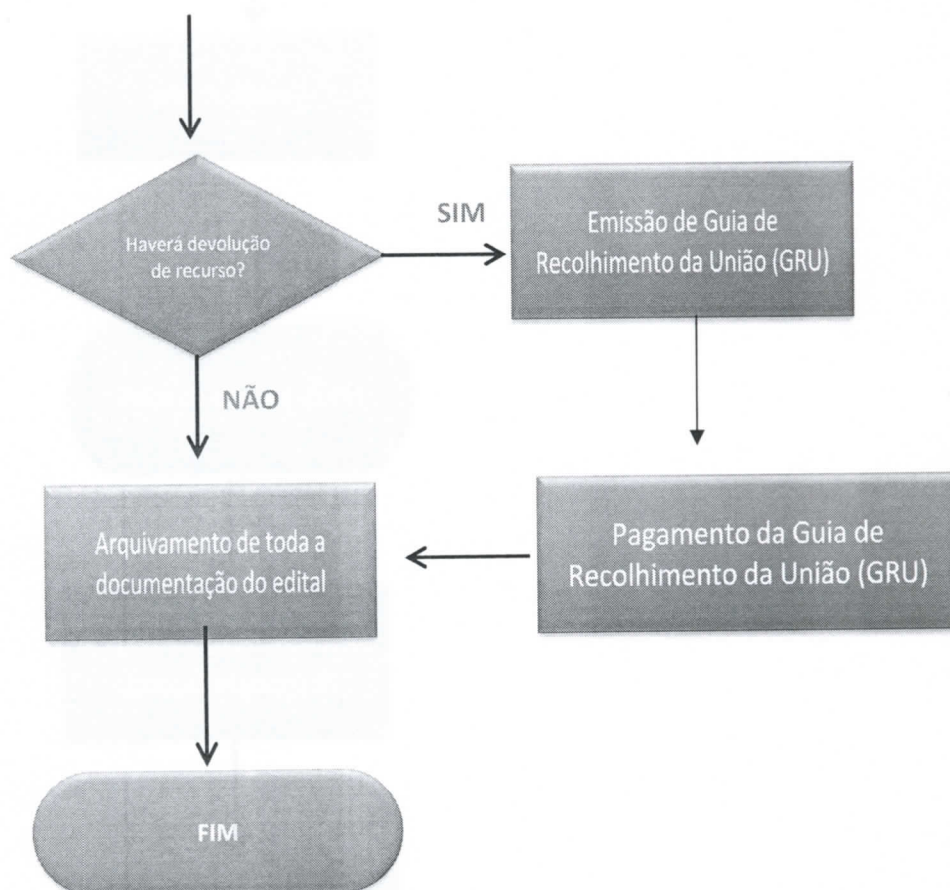 Haverá devolução
de recurso?
SIM
Emissão de Guia de
Recolhimento da União (GRU)
NÃO
Pagamento da Guia de
Recolhimento da União (GRU)
Arquivamento de toda a
documentação do edital
FIM